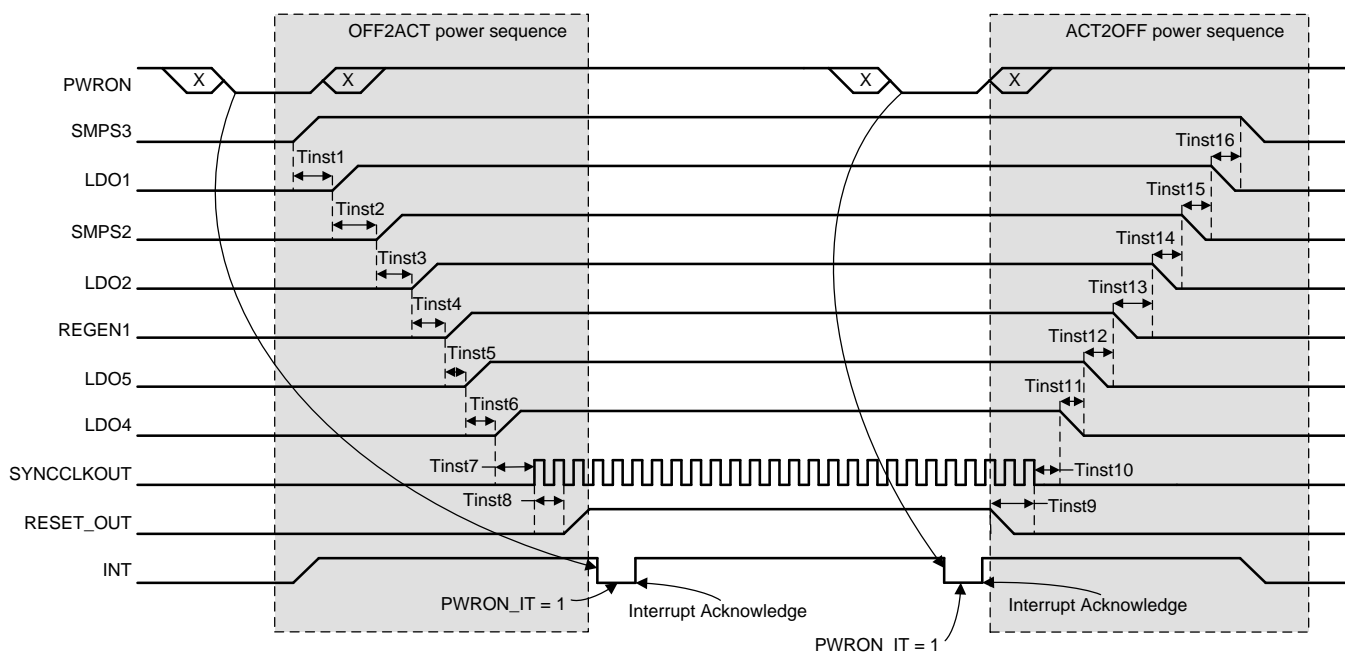 OFF2ACT power sequence
ACT2OFF power sequence
PWRON
X
X
X
X
SMPS3
Tinst1
Tinst16
LDO1
Tinst2
Tinst15
SMPS2
Tinst3
Tinst14
LDO2
Tinst4
Tinst13
REGEN1
Tinst5
Tinst12
LDO5
Tinst6
Tinst11
LDO4
Tinst7
Tinst10
SYNCCLKOUT
Tinst8
Tinst9
RESET_OUT
INT
PWRON_IT = 1
Interrupt Acknowledge
Interrupt Acknowledge
PWRON_IT = 1